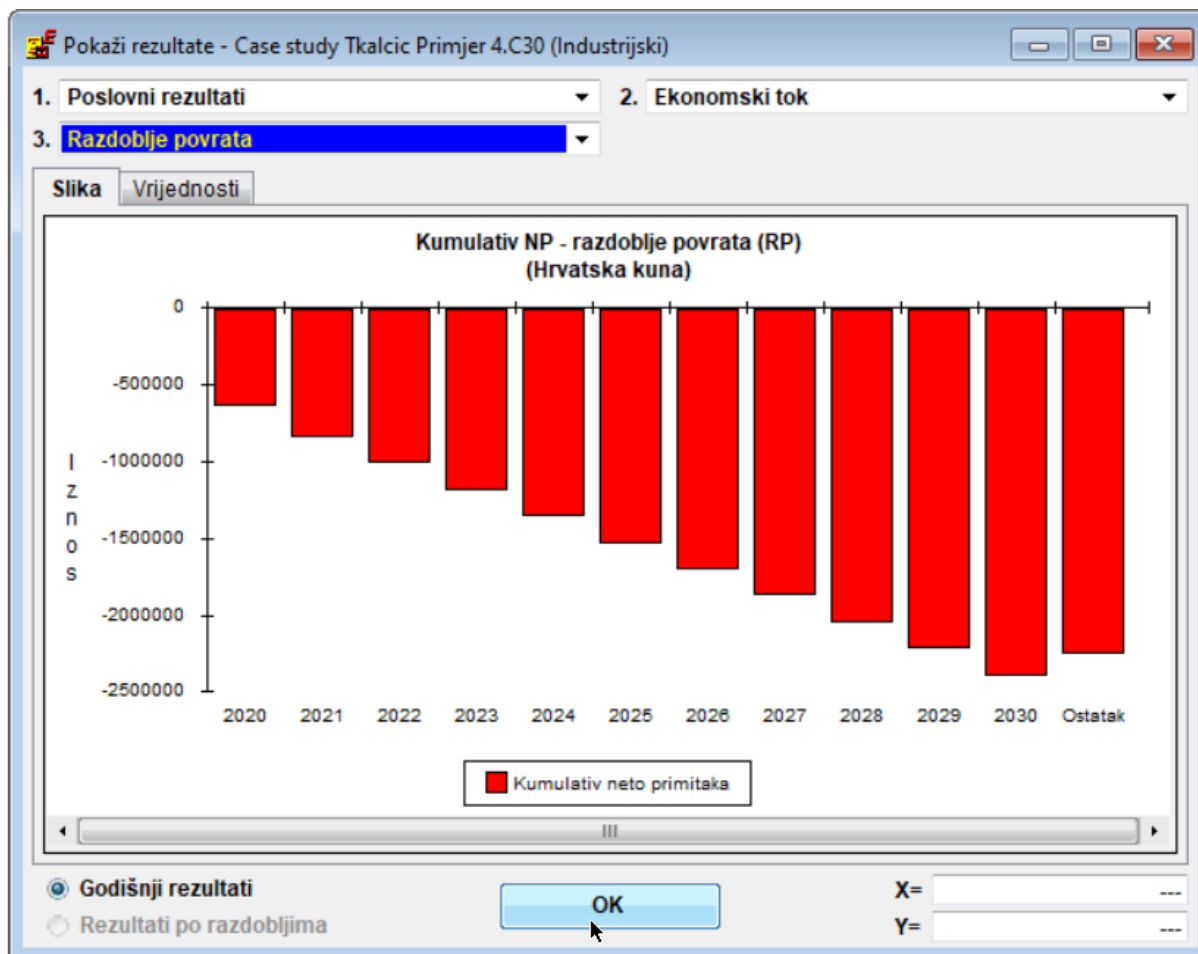 Pokaži rezultate - Case study Tkalcic Primjer 4.C30 (Industrijski)
1. Poslovni rezultati
2. Ekonomski tok
3. Razdoblje povrata
Slika
Vrijednosti
Kumulativ NP - razdoblje povrata (RP)
(Hrvatska kuna)
0
-500000
-1000000
-1500000
-2000000
-2500000
Iznos
2020 2021 2022 2023 2024 2025 2026 2027 2028 2029 2030 Ostatak
Kumulativ neto primitaka
Godišnji rezultati
Rezultati po razdobljima
OK
X= ---
Y= ---